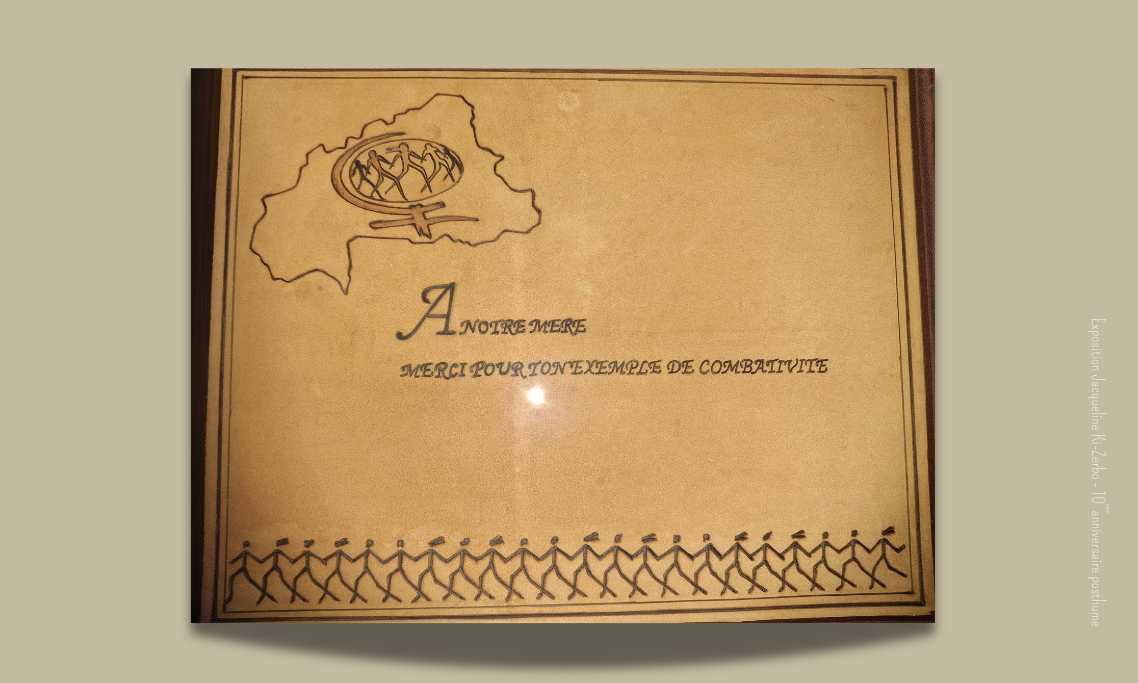 A NOTRE MERE
MERCI POUR TON EXEMPLE DE COMBATIVITE
Exposition Jacqueline Ki-Zerbo - 10ème anniversaire posthume